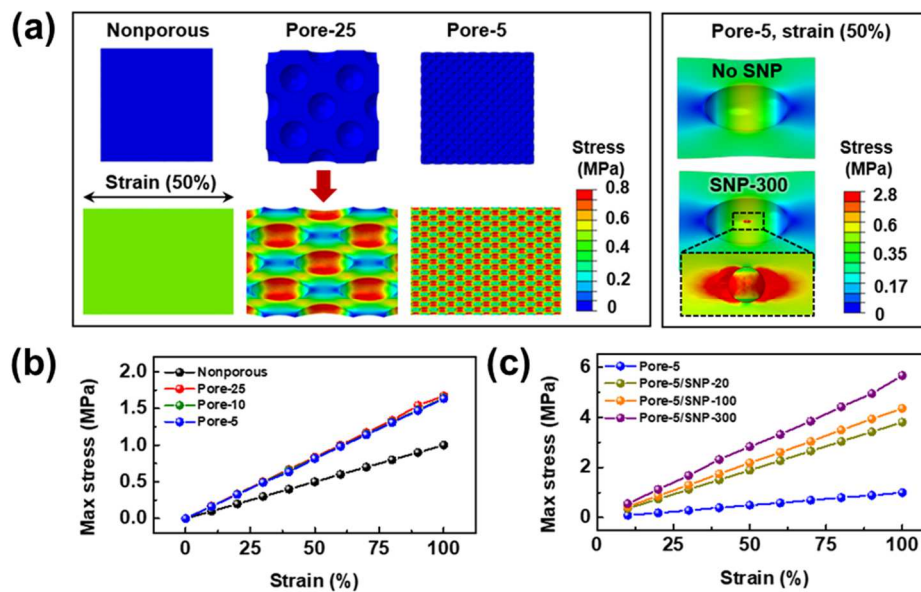 (a)
Nonporous
Pore-25
Pore-5
Strain (50%)
Stress
(MPa)
0.8
0.6
0.4
0.2
0
Pore-5, strain (50%)
No SNP
SNP-300
Stress
(MPa)
2.8
0.6
0.35
0.17
0
(b)
Max stress (MPa)
2.0
1.5
1.0
0.5
0.0
Nonporous
Pore-25
Pore-10
Pore-5
0
25
50
75
100
Strain (%)
(c)
Max stress (MPa)
6
4
2
0
Pore-5
Pore-5/SNP-20
Pore-5/SNP-100
Pore-5/SNP-300
0
25
50
75
100
Strain (%)